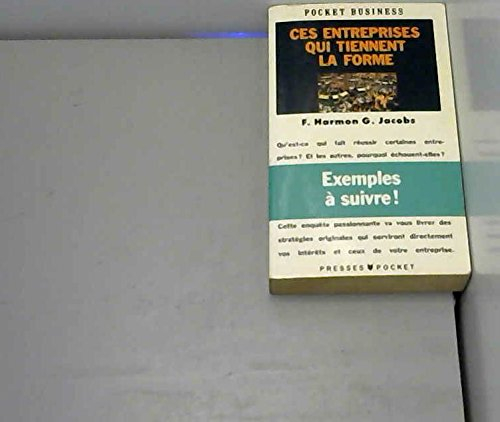 POCKET BUSINESS
CES ENTREPRISES
QUI TIENNENT
LA FORME
F. Harmon G. Jacobs
Qu'est-ce qui fait réussir certaines entre-
prises? Et les autres, pourquoi échouent-elles?
Exemples
à suivre!
Cette enquête passionnante va vous livrer des
stratégies originales qui serviront directement
vos intérêts et ceux de votre entreprise.
PRESSES POCKET